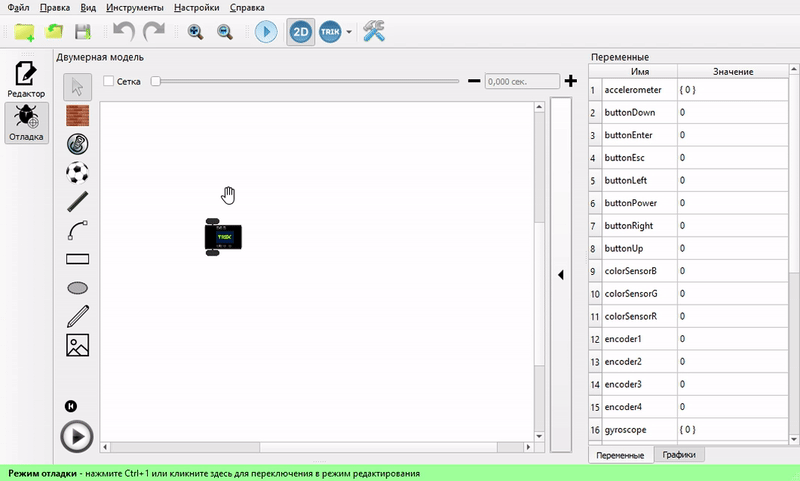 Файл Правка Вид Инструменты Настройки Справка
2D TRIK
Двумерная модель
Переменные
Редактор
Отладка
Сетка
0,000 сек.
Имя Значение
1 accelerometer { 0 }
2 buttonDown 0
3 buttonEnter 0
4 buttonEsc 0
5 buttonLeft 0
6 buttonPower 0
7 buttonRight 0
8 buttonUp 0
9 colorSensorB 0
10 colorSensorG 0
11 colorSensorR 0
12 encoder1 0
13 encoder2 0
14 encoder3 0
15 encoder4 0
16 gyroscope { 0 }
TRIK
Переменные Графики
Режим отладки - нажмите Ctrl+1 или кликните здесь для переключения в режим редактирования